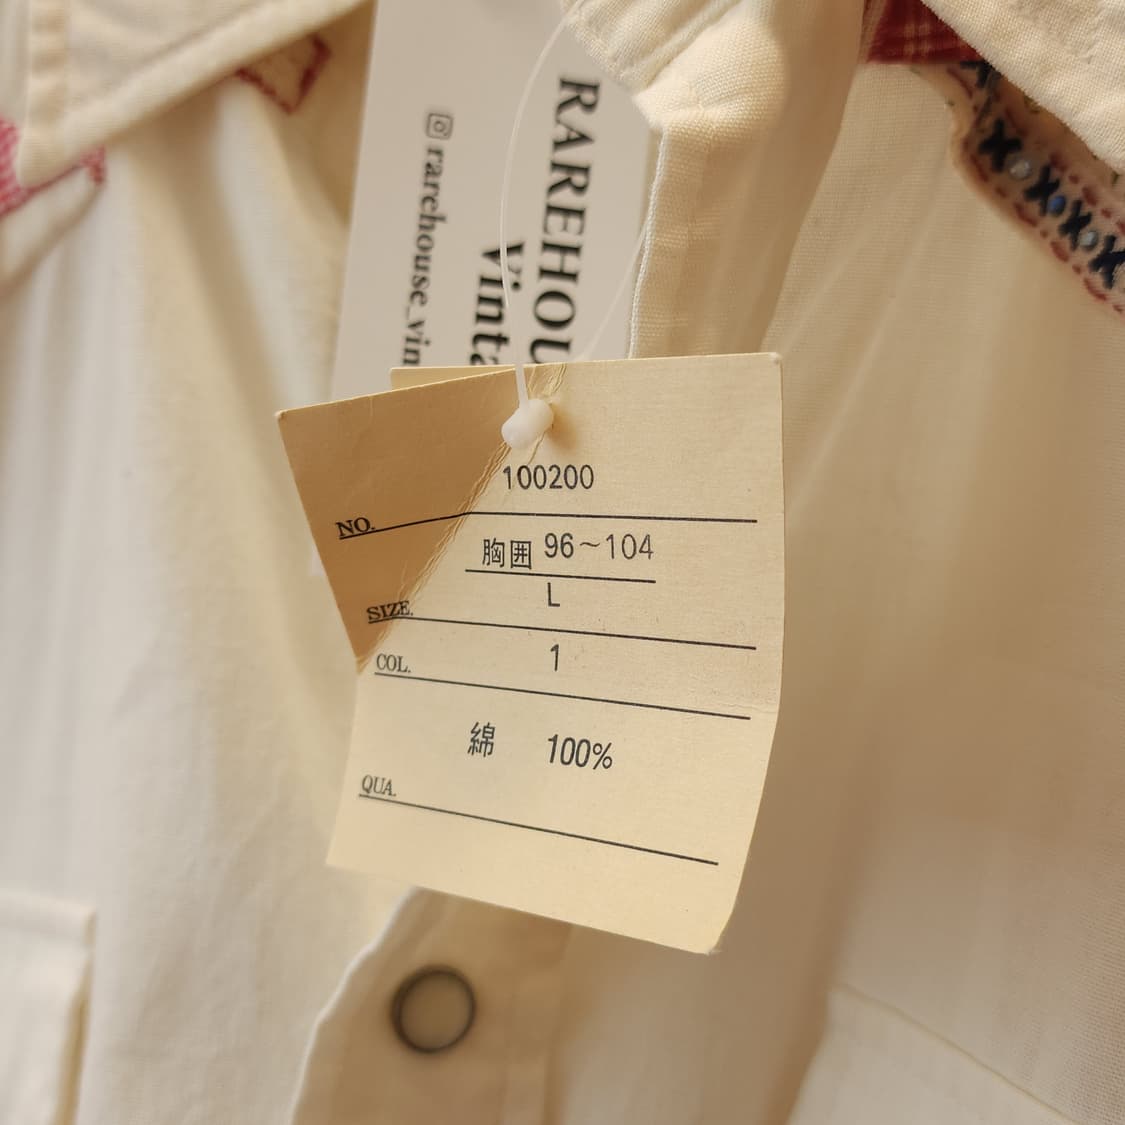 RAREHOU
Vinta
rarehouse_vin
100200
NO.
胸囲 96~104
L
SIZE.
1
COL.
綿 100%
QUA.